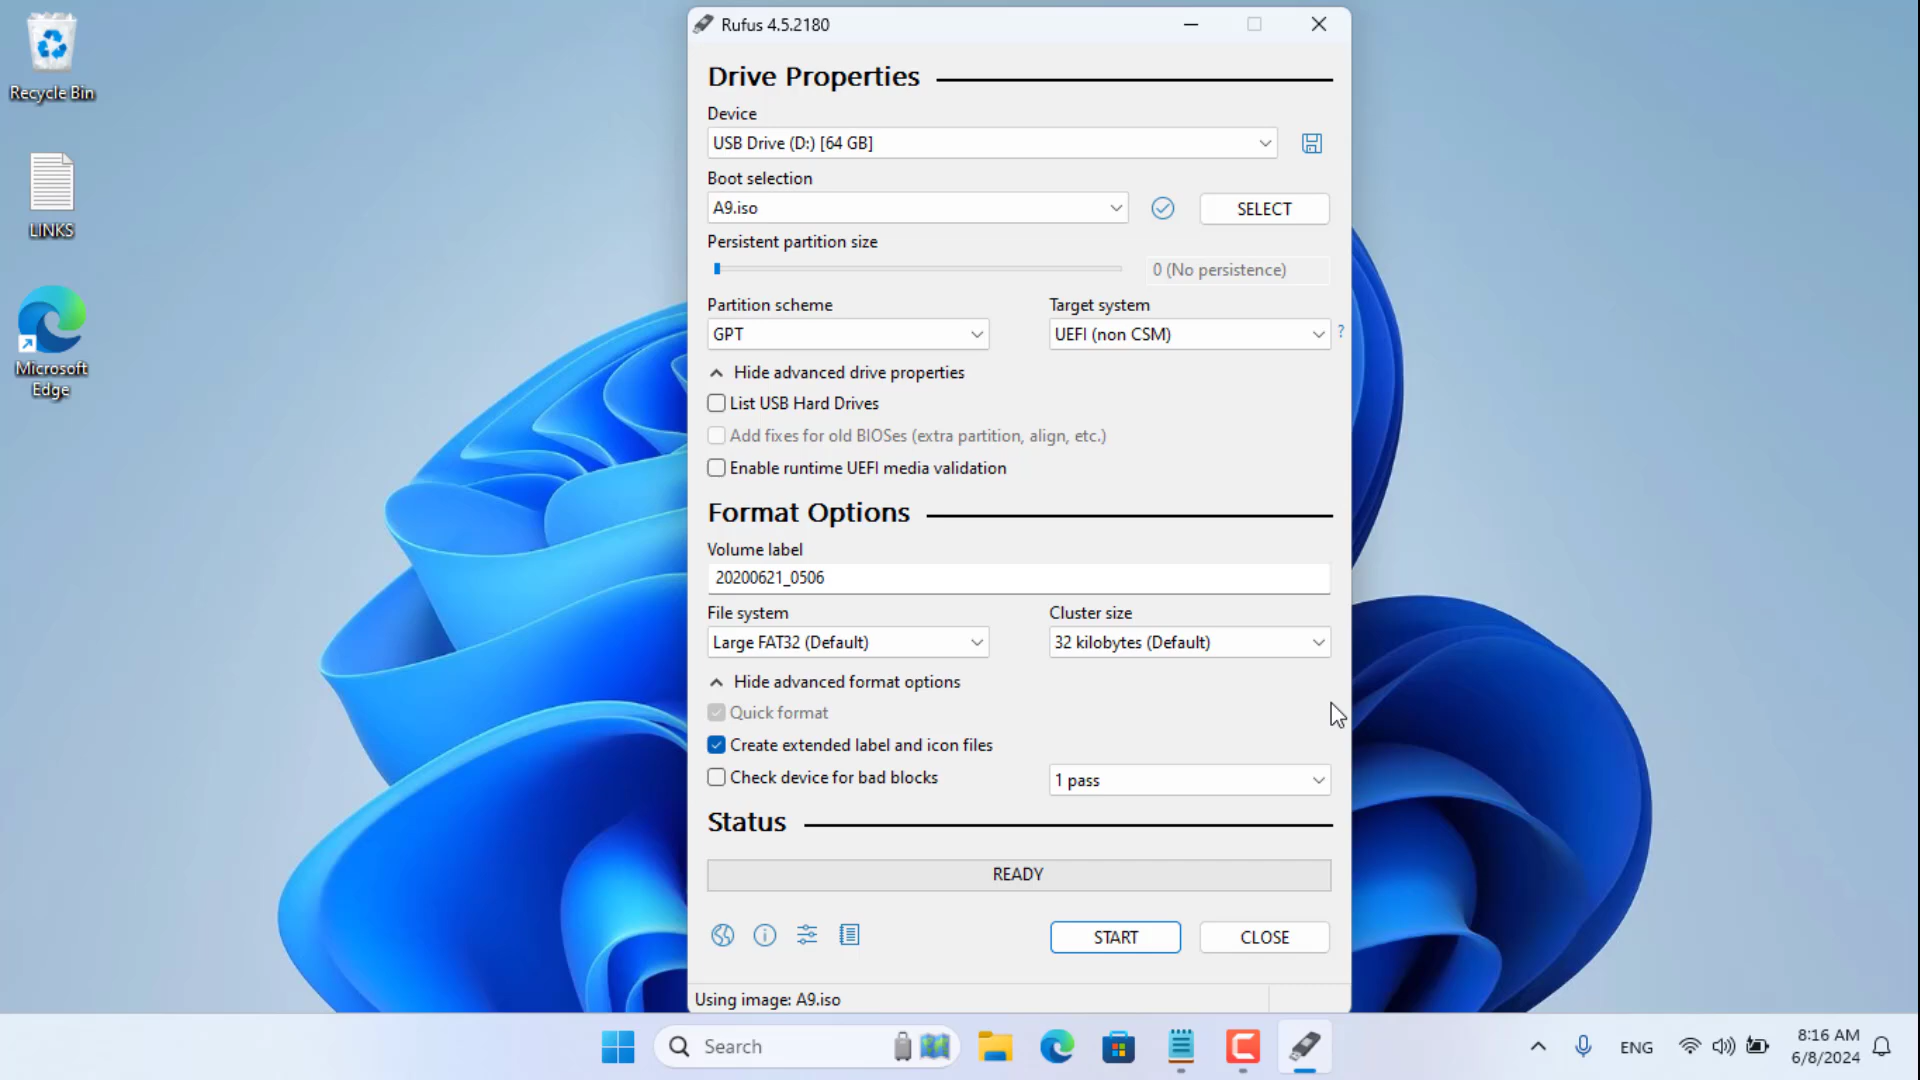 Recycle Bin
LINKS
Microsoft
Edge
Rufus 4.5.2180
Drive Properties
Device
USB Drive (D:) [64 GB]
Boot selection
A9.iso
SELECT
Persistent partition size
0 (No persistence)
Partition scheme
Target system
GPT
UEFI (non CSM)
?
Hide advanced drive properties
List USB Hard Drives
Add fixes for old BIOSes (extra partition, align, etc.)
Enable runtime UEFI media validation
Format Options
Volume label
20200621_0506
File system
Cluster size
Large FAT32 (Default)
32 kilobytes (Default)
Hide advanced format options
Quick format
Create extended label and icon files
Check device for bad blocks
1 pass
Status
READY
START
CLOSE
Using image: A9.iso
Search
ENG
8:16 AM
6/8/2024